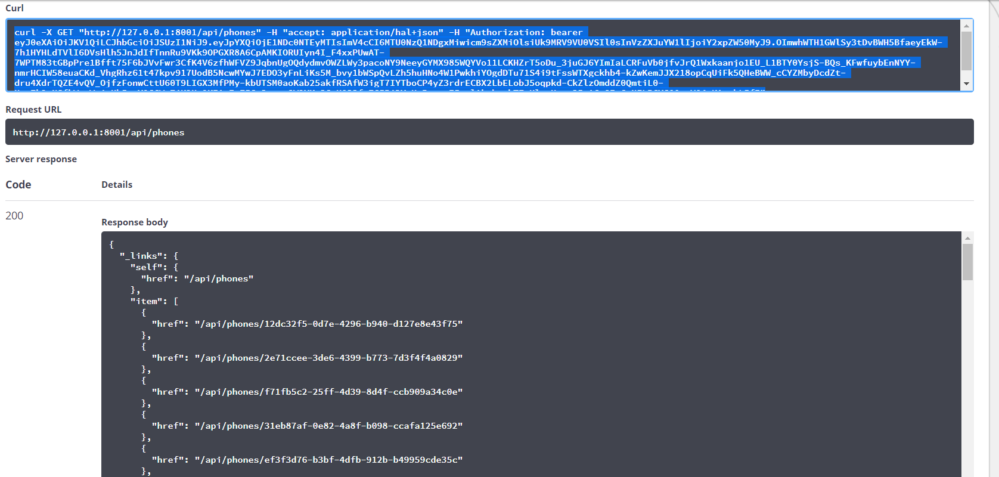 Curl
curl -X GET "http://127.0.0.1:8001/api/phones" -H "accept: application/hal+json" -H "Authorization: bearer
eyJ0eXAiOiJKV1QiLCJhbGciOiJSUzI1NiJ9.eyJpYXQiOjE1NDc0NTEyMTIsImV4cCI6MTU0NzQ1NDgxMiwicm9sZXMiOlsiUk9MRV9VU0VSIl0sInVzZXJuYW1lIjoiY2xpZW50MyJ9.OImwhWTH1GWlSy3tDvBWH5BfaeyEkW-
7h1HYHLdTVlI6DVsHlh5JnJdIfTnnRu9VKk9OPGXR8A6CpAMKIORUIyn4I_F4xxPUwAT-
7WPTM83tGBpPre1Bfft75F6bJVvFwr3CfK4V6zfhWFVZ9JqbnUgOQdydmvOWZLWy3pacoNY9NeeyGYMX985WQYVo11LCKHZrT5oDu_3juGJ6YImIaLCRFuVb0jfvJrQ1Wxkaanjo1EU_L1BTY0YsjS-BQs_KFwfuybEnNYY-
nmrHCIW58euaCKd_VhgRhz61t47kpv917UodB5NcwMYwJ7EDO3yFnLiKs5M_bvy1bWSpQvLZh5huHNo4W1PwkhiYOgdDTu71S4i9tFssWTXgckhb4-kZwKemJJX218opCqUiFk5QHeBWW_cCYZMbyDcdZt-
dru4XdrTQZE4vQV_OjfzFonwCttU60T9LIGX3MfPMy-kbUTSM0aoKab25akfRSAfW3igT7IYTboCP4yZ3rdrECBX2LbELobJ5oqpkd-CkZlzOmddZ0QmtiL0-
Request URL
http://127.0.0.1:8001/api/phones
Server response
Code Details
200
Response body
{
"_links": {
"self": {
"href": "/api/phones"
},
"item": [
{
"href": "/api/phones/12dc32f5-0d7e-4296-b940-d127e8e43f75"
},
{
"href": "/api/phones/2e71ccee-3de6-4399-b773-7d3f4f4a0829"
},
{
"href": "/api/phones/f71fb5c2-25ff-4d39-8d4f-ccb909a34c0e"
},
{
"href": "/api/phones/31eb87af-0e82-4a8f-b098-ccafa125e692"
},
{
"href": "/api/phones/ef3f3d76-b3bf-4dfb-912b-b49959cde35c"
},